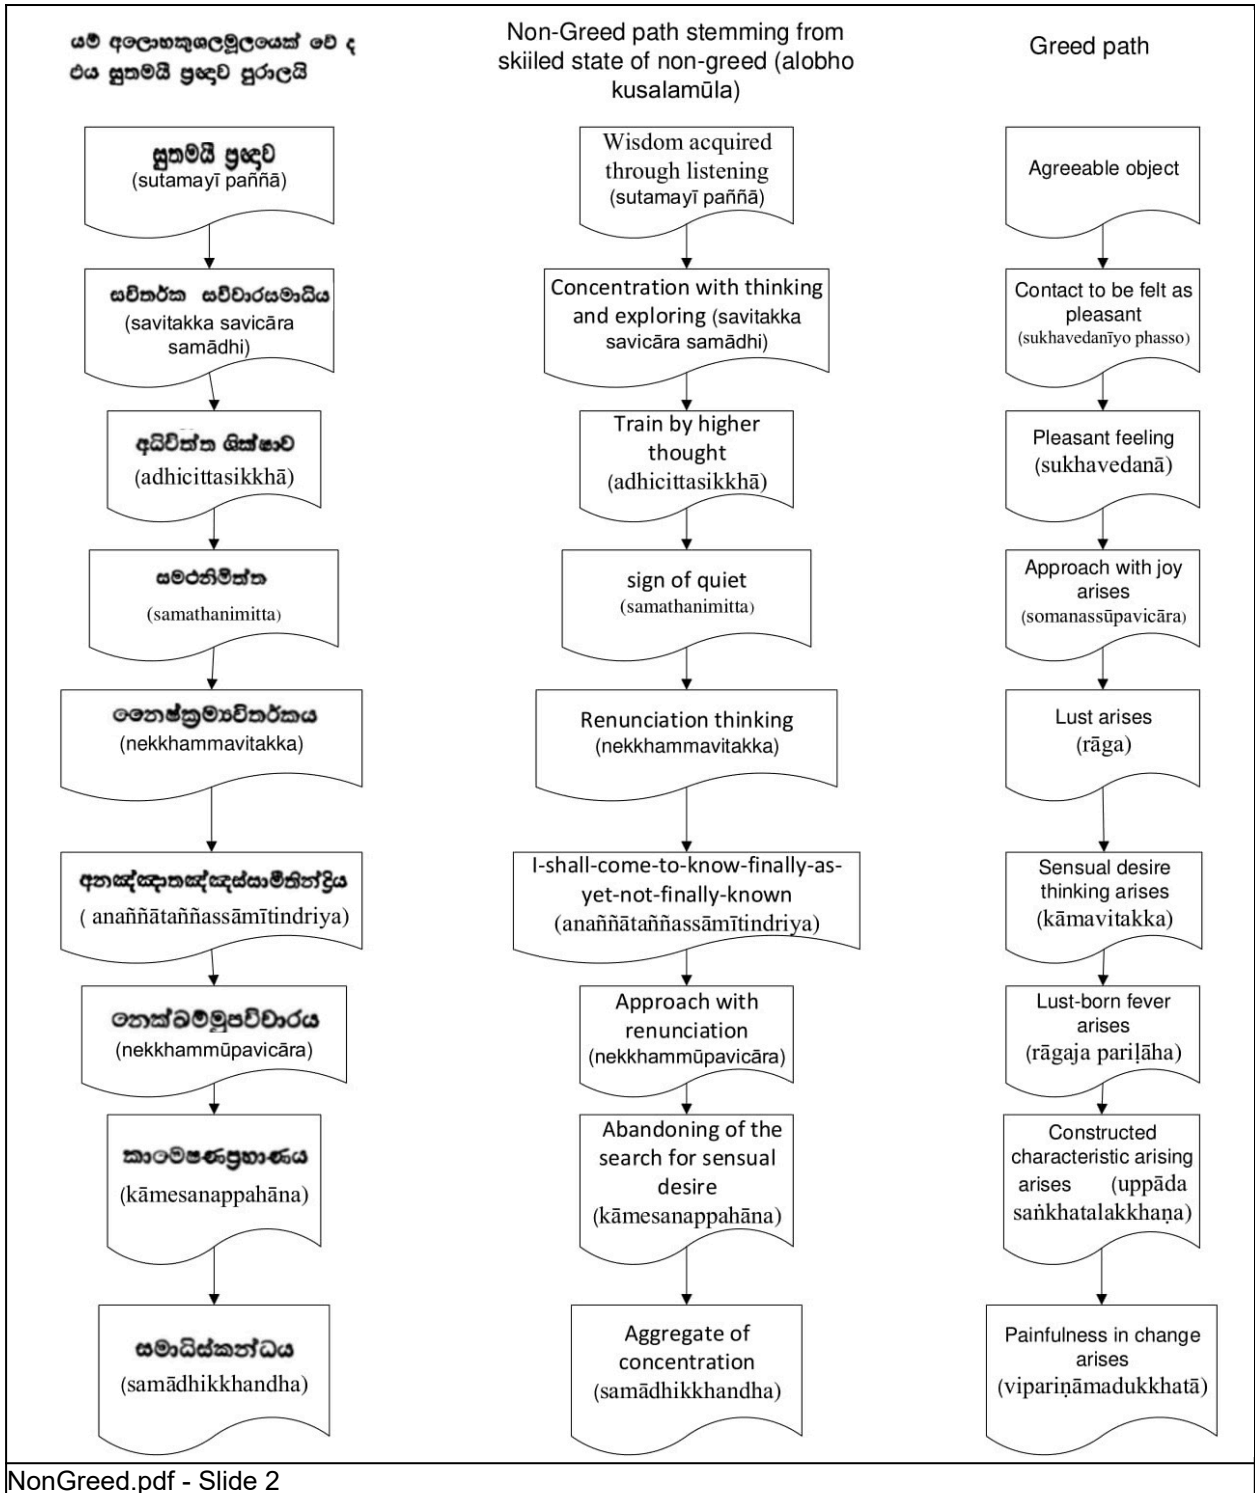 යම් අලොභකුශලමූලයෙක් වේ ද
එය සුතමයී ප්‍රඥාව පුරාලයි
සුතමයී ප්‍රඥාව
(sutamayī paññā)
සවිතර්ක සවිචාරසමාධිය
(savitakka savicāra
samādhi)
අධිචිත්ත ශික්ෂාව
(adhicittasikkhā)
සමථනිමිත්ත
(samathanimitta)
නෛෂ්ක්‍රම්‍යවිතර්කය
(nekkhammavitakka)
අනඤ්ඤාතඤ්ඤස්සාමීතින්ද්‍රිය
( anaññātaññassāmītindriya)
නෙක්ඛම්මූපවිචාරය
(nekkhammūpavicāra)
කාමෙෂණප්‍රහාණය
(kāmesanappahāna)
සමාධිස්කන්ධය
(samādhikkhandha)
Non-Greed path stemming from
skiiled state of non-greed (alobho
kusalamūla)
Wisdom acquired
through listening
(sutamayī paññā)
Concentration with thinking
and exploring (savitakka
savicāra samādhi)
Train by higher
thought
(adhicittasikkhā)
sign of quiet
(samathanimitta)
Renunciation thinking
(nekkhammavitakka)
I-shall-come-to-know-finally-as-
yet-not-finally-known
(anaññātaññassāmītindriya)
Approach with
renunciation
(nekkhammūpavicāra)
Abandoning of the
search for sensual
desire
(kāmesanappahāna)
Aggregate of
concentration
(samādhikkhandha)
Greed path
Agreeable object
Contact to be felt as
pleasant
(sukhavedanīyo phasso)
Pleasant feeling
(sukhavedanā)
Approach with joy
arises
(somanassūpavicāra)
Lust arises
(rāga)
Sensual desire
thinking arises
(kāmavitakka)
Lust-born fever
arises
(rāgaja pariḷāha)
Constructed
characteristic arising
arises (uppāda
saṅkhatalakkhaṇa)
Painfulness in change
arises
(vipariṇāmadukkhatā)
NonGreed.pdf - Slide 2